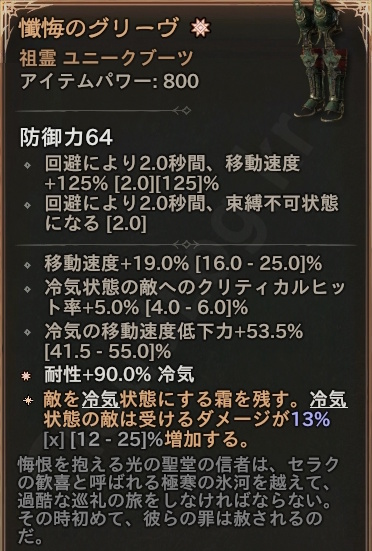 懺悔のグリーヴ
祖霊 ユニークブーツ
アイテムパワー: 800
防御力64
回避により2.0秒間、移動速度
+125% [2.0][125]%
回避により2.0秒間、束縛不可状態
になる [2.0]
移動速度+19.0% [16.0 - 25.0]%
冷気状態の敵へのクリティカルヒッ
ト率+5.0% [4.0 - 6.0]%
冷気の移動速度低下力+53.5%
[41.5 - 55.0]%
耐性+90.0% 冷気
敵を冷気状態にする霜を残す。冷気
状態の敵は受けるダメージが13%
[x] [12 - 25]%増加する。
悔恨を抱える光の聖堂の信者は、セラク
の歓喜と呼ばれる極寒の氷河を越えて、
過酷な巡礼の旅をしなければならない。
その時初めて、彼らの罪は赦されるの
だ。